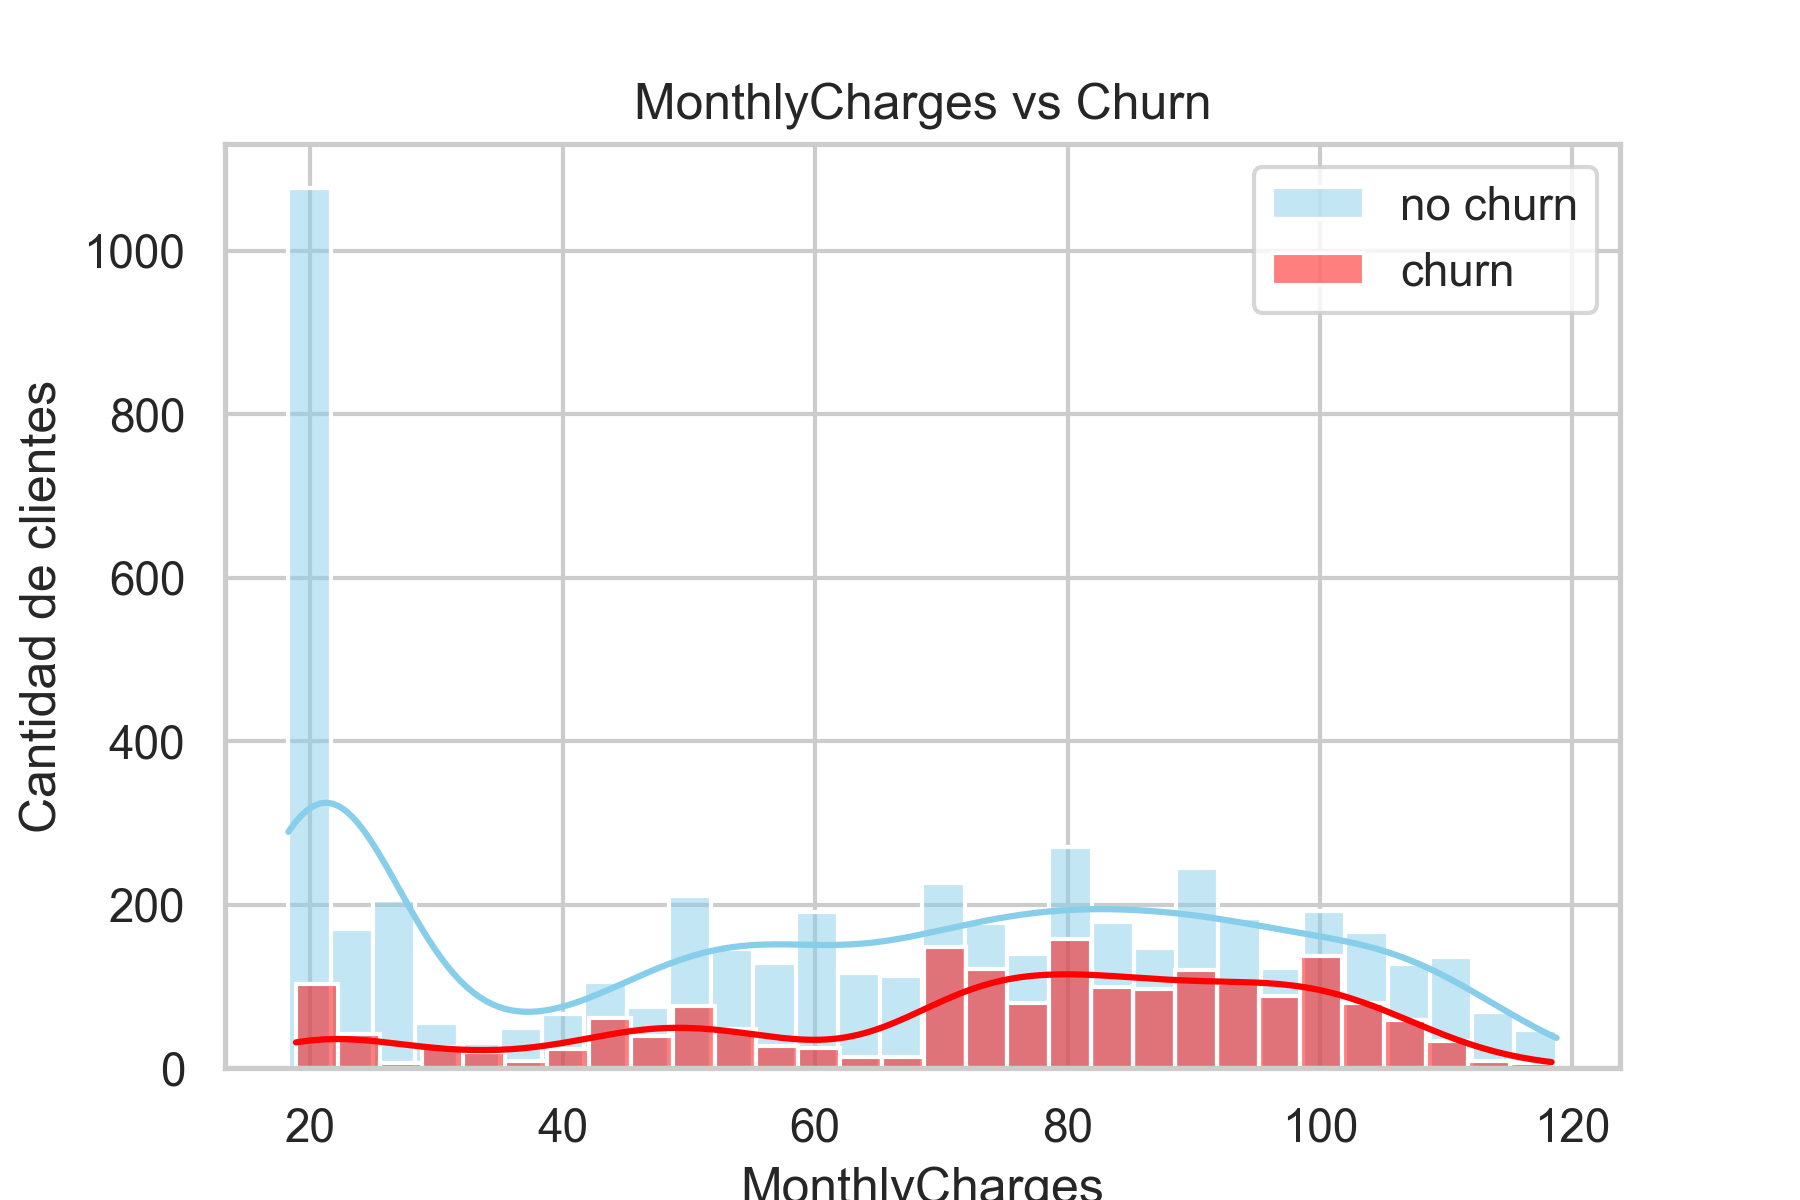 MonthlyCharges vs Churn
no churn
churn
Cantidad de clientes
1000
800
600
400
200
0
20 40 60 80 100 120
MonthlyCharges